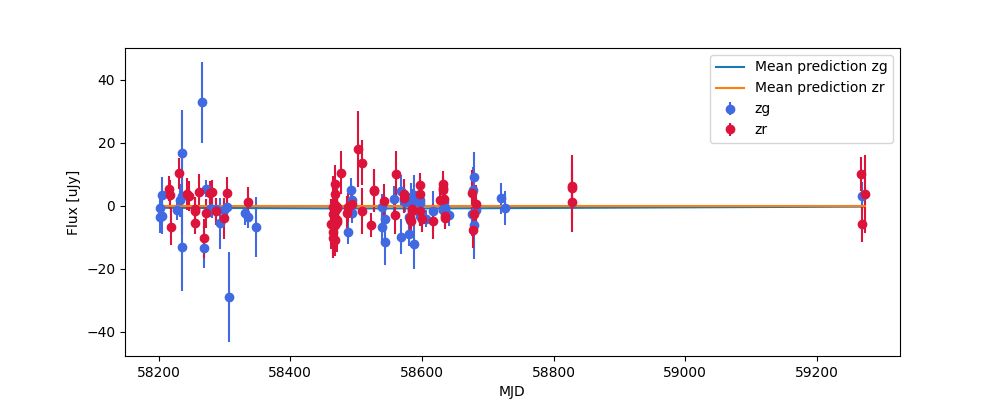 Mean prediction zg
Mean prediction zr
zg
zr
40
20
0
−20
−40
Flux [uJy]
58200
58400
58600
58800
59000
59200
MJD